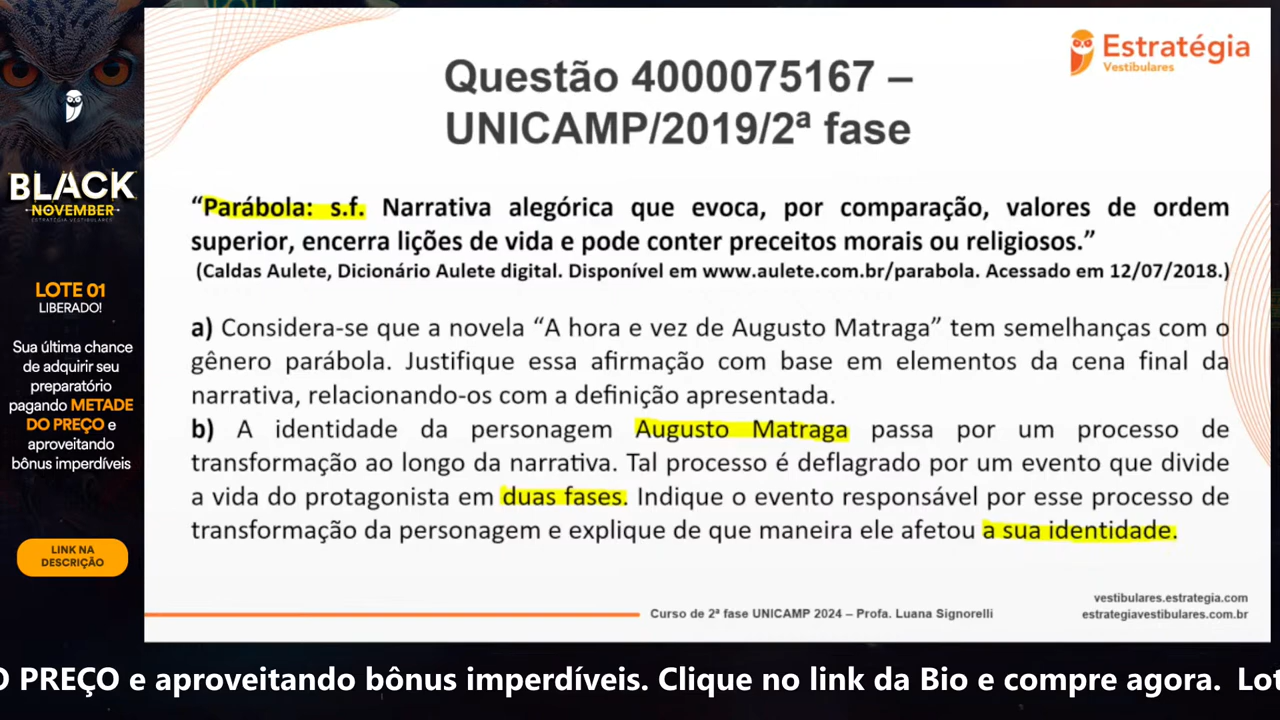 BLACK
NOVEMBER
ESTRATÉGIA VESTIBULARES
LOTE 01
LIBERADO!
Sua última chance
de adquirir seu
preparatório
pagando METADE
DO PREÇO e
aproveitando
bônus imperdíveis
LINK NA
DESCRIÇÃO
Estratégia
Vestibulares
Questão 4000075167 –
UNICAMP/2019/2ª fase
“Parábola: s.f. Narrativa alegórica que evoca, por comparação, valores de ordem
superior, encerra lições de vida e pode conter preceitos morais ou religiosos.”
(Caldas Aulete, Dicionário Aulete digital. Disponível em www.aulete.com.br/parabola. Acessado em 12/07/2018.)
a) Considera-se que a novela “A hora e vez de Augusto Matraga” tem semelhanças com o
gênero parábola. Justifique essa afirmação com base em elementos da cena final da
narrativa, relacionando-os com a definição apresentada.
b) A identidade da personagem Augusto Matraga passa por um processo de
transformação ao longo da narrativa. Tal processo é deflagrado por um evento que divide
a vida do protagonista em duas fases. Indique o evento responsável por esse processo de
transformação da personagem e explique de que maneira ele afetou a sua identidade.
Curso de 2ª fase UNICAMP 2024 – Profa. Luana Signorelli
vestibulares.estrategia.com
estrategiavestibulares.com.br
O PREÇO e aproveitando bônus imperdíveis. Clique no link da Bio e compre agora. Lot